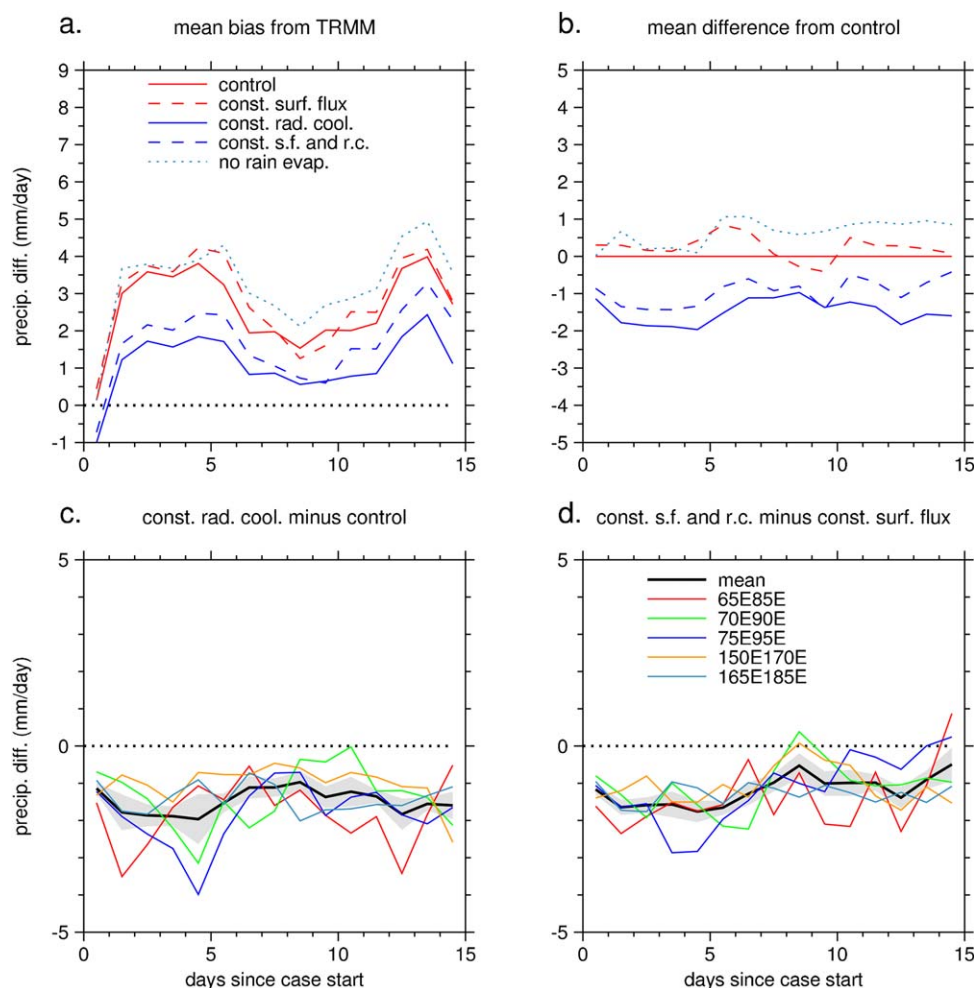 a. mean bias from TRMM
precip. diff. (mm/day)
9
8
7
6
5
4
3
2
1
0
-1
control
const. surf. flux
const. rad. cool.
const. s.f. and r.c.
no rain evap.
0 5 10 15
b. mean difference from control
5
4
3
2
1
0
-1
-2
-3
-4
-5
0 5 10 15
c. const. rad. cool. minus control
precip. diff. (mm/day)
5
0
-5
0 5 10 15
days since case start
d. const. s.f. and r.c. minus const. surf. flux
5
mean
65E85E
70E90E
75E95E
150E170E
165E185E
0
-5
0 5 10 15
days since case start